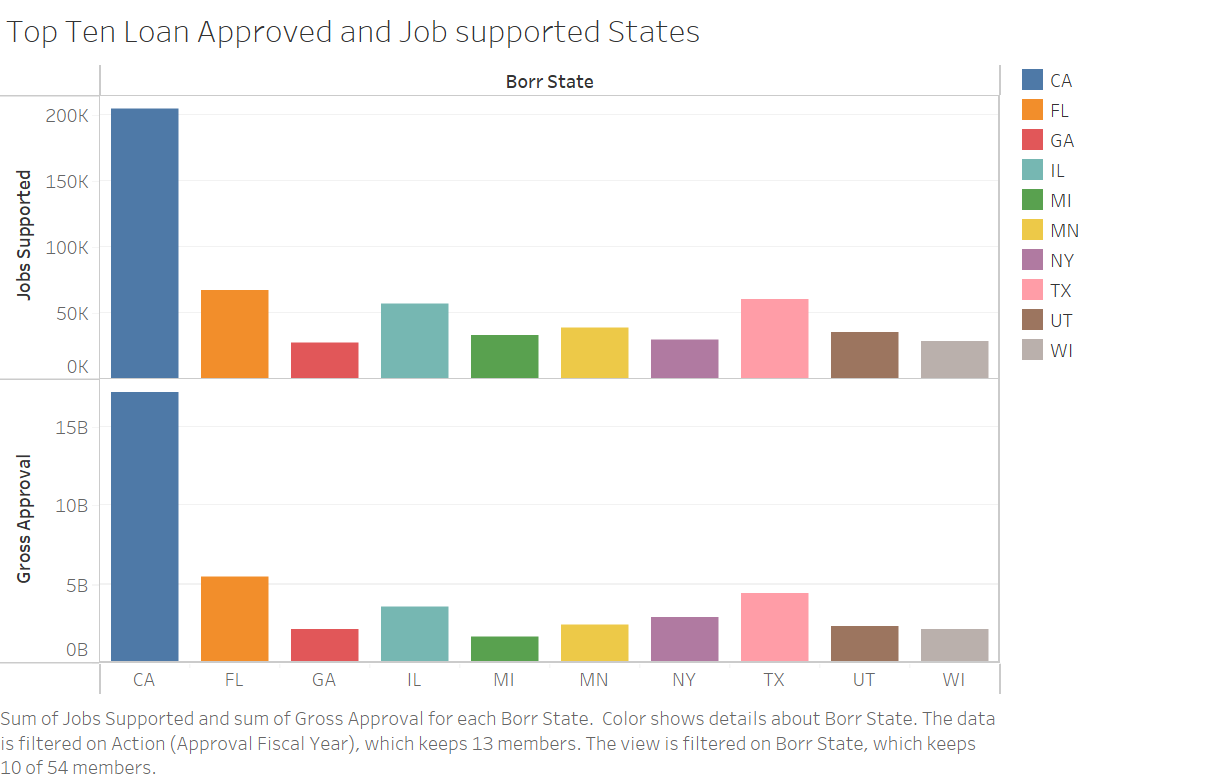 Top Ten Loan Approved and Job supported States
Borr State
Jobs Supported
200K
150K
100K
50K
0K
Gross Approval
15B
10B
5B
0B
CA FL GA IL MI MN NY TX UT WI
CA
FL
GA
IL
MI
MN
NY
TX
UT
WI
Sum of Jobs Supported and sum of Gross Approval for each Borr State.  Color shows details about Borr State. The data
is filtered on Action (Approval Fiscal Year), which keeps 13 members. The view is filtered on Borr State, which keeps
10 of 54 members.